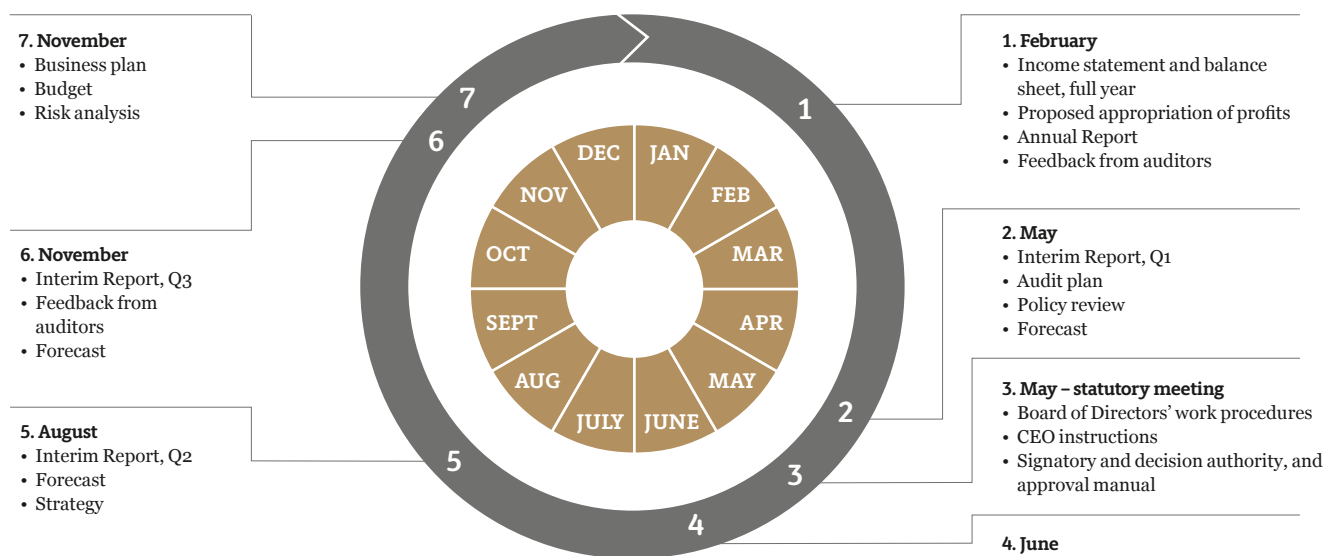 7. November
• Business plan
• Budget
• Risk analysis
6. November
• Interim Report, Q3
• Feedback from
auditors
• Forecast
5. August
• Interim Report, Q2
• Forecast
• Strategy
7
6
5
1
2
3
4
DEC
JAN
NOV
FEB
OCT
MAR
SEPT
APR
AUG
MAY
JULY
JUNE
1. February
• Income statement and balance
sheet, full year
• Proposed appropriation of profits
• Annual Report
• Feedback from auditors
2. May
• Interim Report, Q1
• Audit plan
• Policy review
• Forecast
3. May – statutory meeting
• Board of Directors’ work procedures
• CEO instructions
• Signatory and decision authority, and
approval manual
4. June